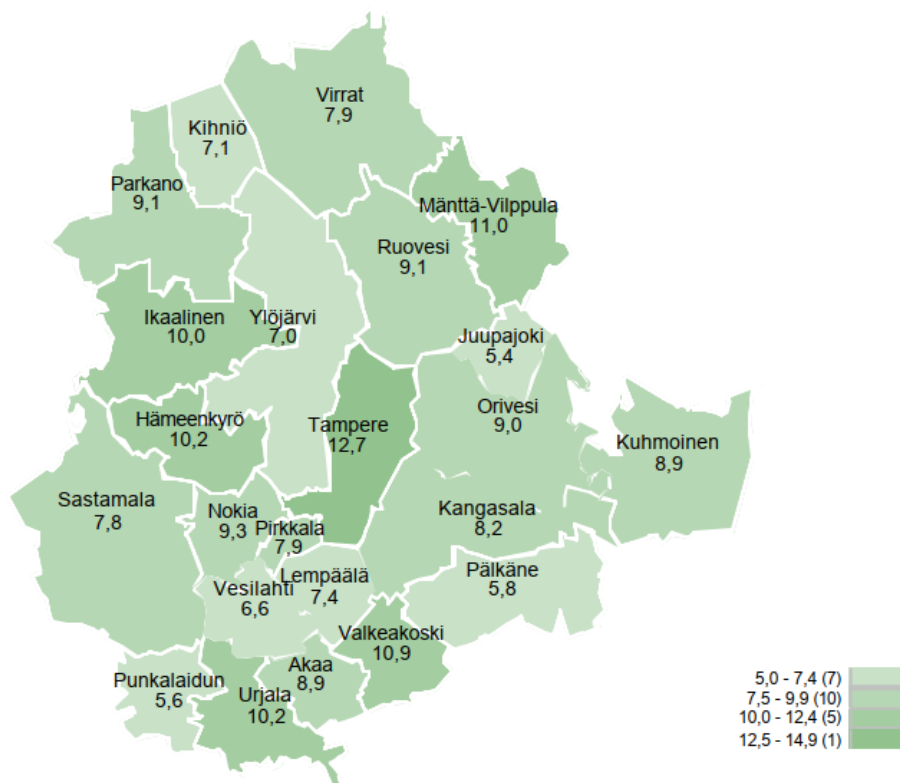 Virrat
7,9
Kihniö
7,1
Parkano
9,1
Mänttä-Vilppula
11,0
Ruovesi
9,1
Ikaalinen
10,0
Ylöjärvi
7,0
Juupajoki
5,4
Hämeenkyrö
10,2
Tampere
12,7
Orivesi
9,0
Kuhmoinen
8,9
Sastamala
7,8
Nokia
9,3
Pirkkala
7,9
Kangasala
8,2
Vesilahti
6,6
Lempäälä
7,4
Pälkäne
5,8
Valkeakoski
10,9
Punkalaidun
5,6
Urjala
10,2
Akaa
8,9
5,0 - 7,4 (7)
7,5 - 9,9 (10)
10,0 - 12,4 (5)
12,5 - 14,9 (1)